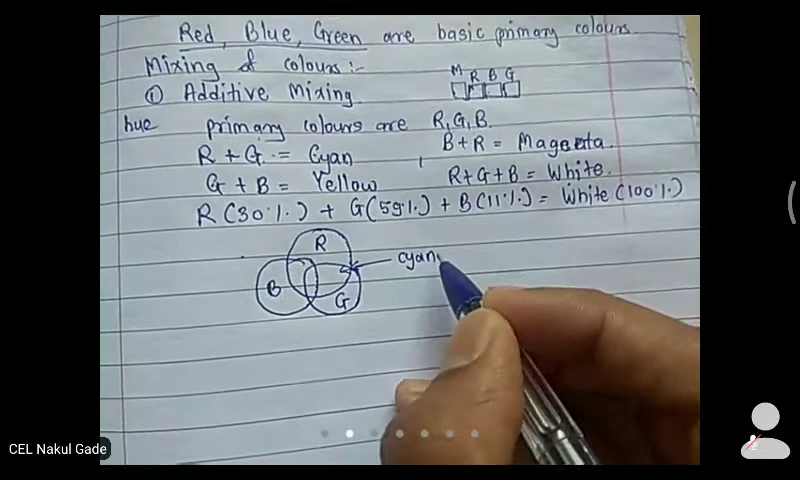 Red, Blue, Green are basic primary colours.
Mixing of colours :-
M R B G
① Additive Mixing
hue primary colours are R, G, B.
R + G = Cyan
B + R = Magenta.
G + B = Yellow
R + G + B = White.
R (30%) + G (59%) + B (11%) = White (100%)
R
cyan
B
G
CEL Nakul Gade